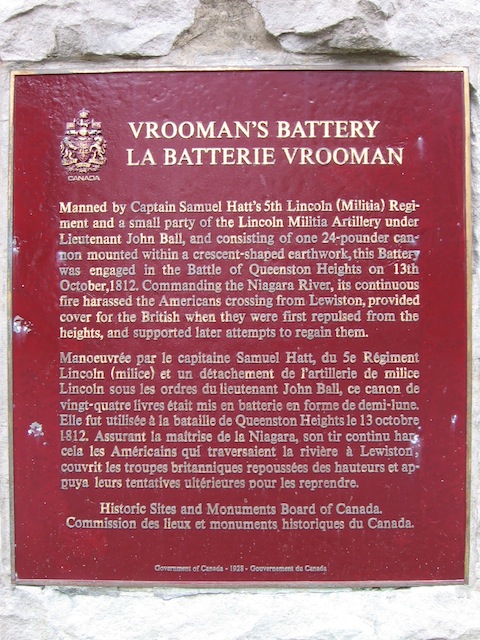 CANADA
VROOMAN'S BATTERY
LA BATTERIE VROOMAN
Manned by Captain Samuel Hatt's 5th Lincoln (Militia) Regi-
ment and a small party of the Lincoln Militia Artillery under
Lieutenant John Ball, and consisting of one 24-pounder can-
non mounted within a crescent-shaped earthwork, this Battery
was engaged in the Battle of Queenston Heights on 13th
October, 1812. Commanding the Niagara River, its continuous
fire harassed the Americans crossing from Lewiston, provided
cover for the British when they were first repulsed from the
heights, and supported later attempts to regain them.
Manoeuvrée par le capitaine Samuel Hatt, du 5e Régiment
Lincoln (milice) et un détachement de l'artillerie de milice
Lincoln sous les ordres du lieutenant John Ball, ce canon de
vingt-quatre livres était mis en batterie en forme de demi-lune.
Elle fut utilisée à la bataille de Queenston Heights le 13 octobre
1812. Assurant la maîtrise de la Niagara, son tir continu har-
cela les Américains qui traversaient la rivière à Lewiston,
couvrit les troupes britanniques repoussées des hauteurs et ap-
puya leurs tentatives ultérieures pour les reprendre.
Historic Sites and Monuments Board of Canada.
Commission des lieux et monuments historiques du Canada.
Government of Canada - 1928 - Gouvernement du Canada